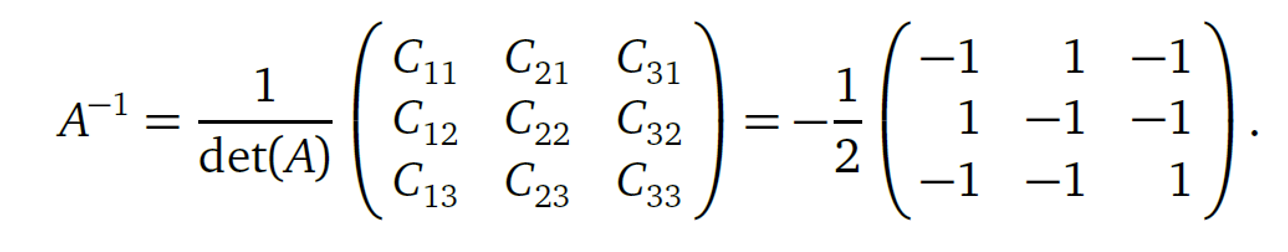 A⁻¹ = 1/det(A) ( C₁₁ C₂₁ C₃₁ ; C₁₂ C₂₂ C₃₂ ; C₁₃ C₂₃ C₃₃ ) = −1/2 ( −1 1 −1 ; 1 −1 −1 ; −1 −1 1 ).